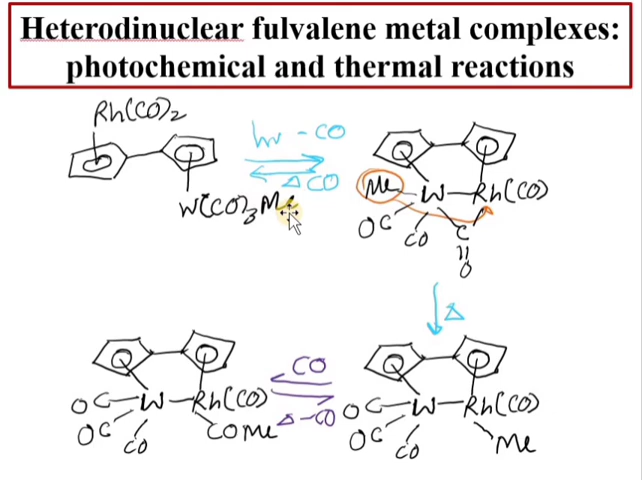 Heterodinuclear fulvalene metal complexes:
photochemical and thermal reactions
Rh(CO)2
hν -CO
Δ CO
W(CO)3Me
Me W Rh(CO)
OC CO C
O
Δ
CO
Δ -CO
OC W Rh(CO)
OC CO COMe
OC W Rh(CO)
OC CO Me